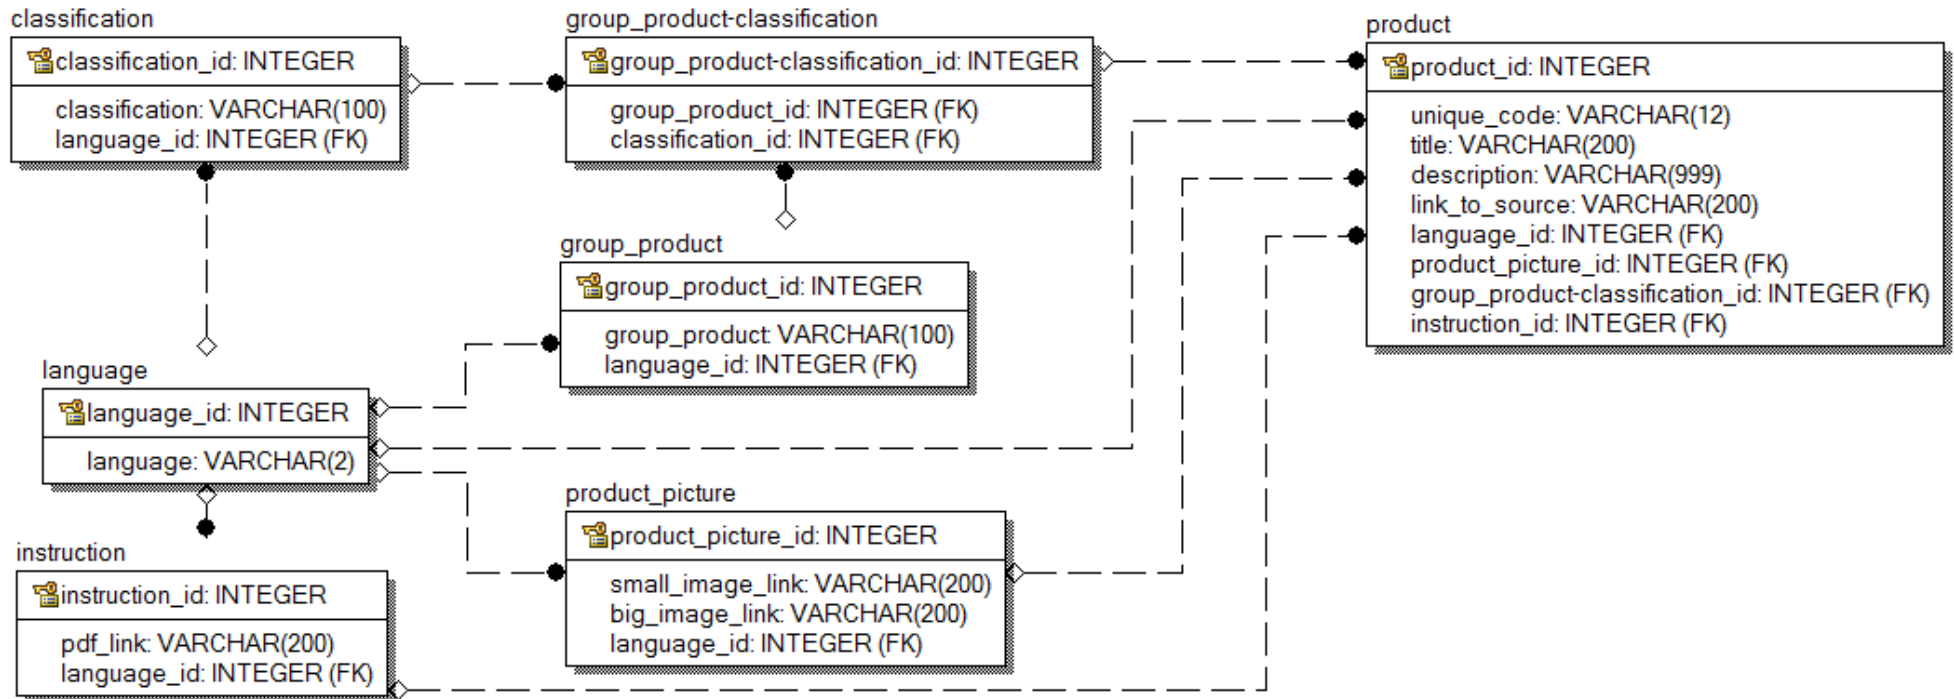 classification
classification_id: INTEGER
classification: VARCHAR(100)
language_id: INTEGER (FK)
group_product-classification
group_product-classification_id: INTEGER
group_product_id: INTEGER (FK)
classification_id: INTEGER (FK)
product
product_id: INTEGER
unique_code: VARCHAR(12)
title: VARCHAR(200)
description: VARCHAR(999)
link_to_source: VARCHAR(200)
language_id: INTEGER (FK)
product_picture_id: INTEGER (FK)
group_product-classification_id: INTEGER (FK)
instruction_id: INTEGER (FK)
group_product
group_product_id: INTEGER
group_product: VARCHAR(100)
language_id: INTEGER (FK)
language
language_id: INTEGER
language: VARCHAR(2)
product_picture
product_picture_id: INTEGER
small_image_link: VARCHAR(200)
big_image_link: VARCHAR(200)
language_id: INTEGER (FK)
instruction
instruction_id: INTEGER
pdf_link: VARCHAR(200)
language_id: INTEGER (FK)